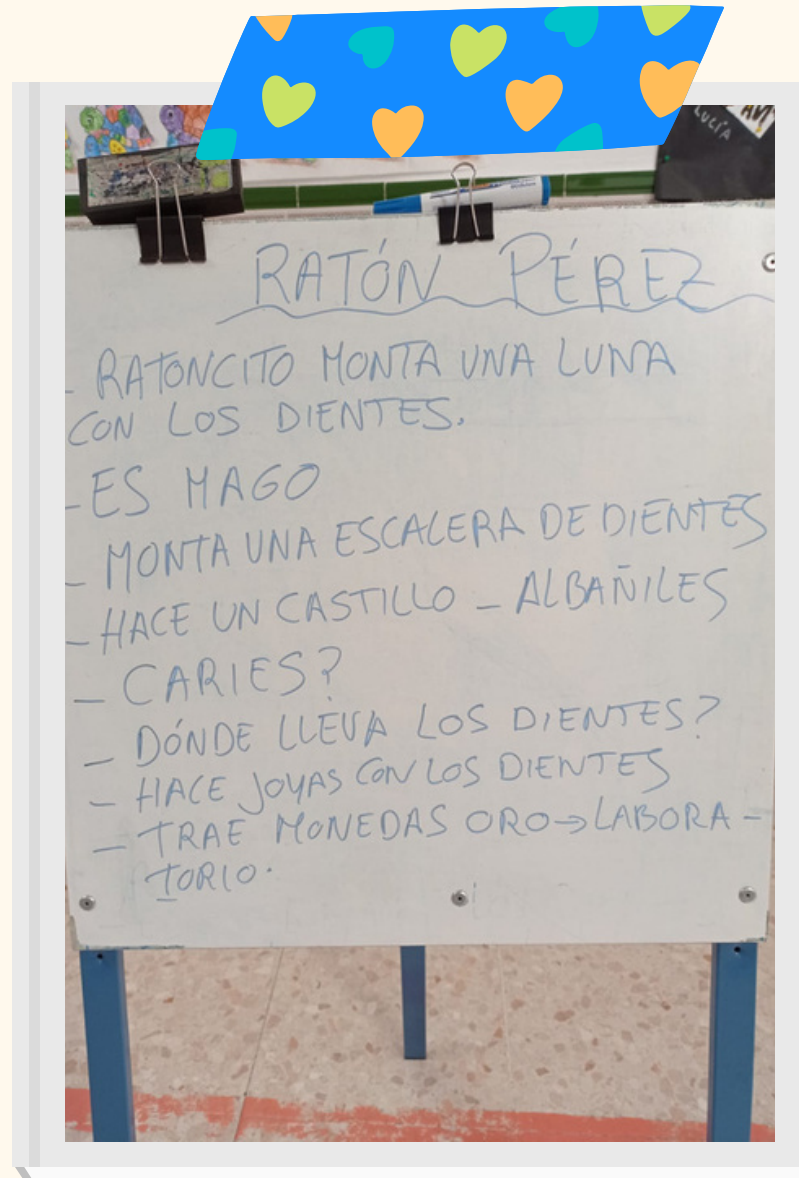 LUCÍA
RATÓN PÉREZ
- RATONCITO MONTA UNA LUNA
CON LOS DIENTES.
- ES MAGO
- MONTA UNA ESCALERA DE DIENTES
- HACE UN CASTILLO - ALBAÑILES
- CARIES?
- DÓNDE LLEVA LOS DIENTES?
- HACE JOYAS CON LOS DIENTES
- TRAE MONEDAS ORO→LABORA-
TORIO.